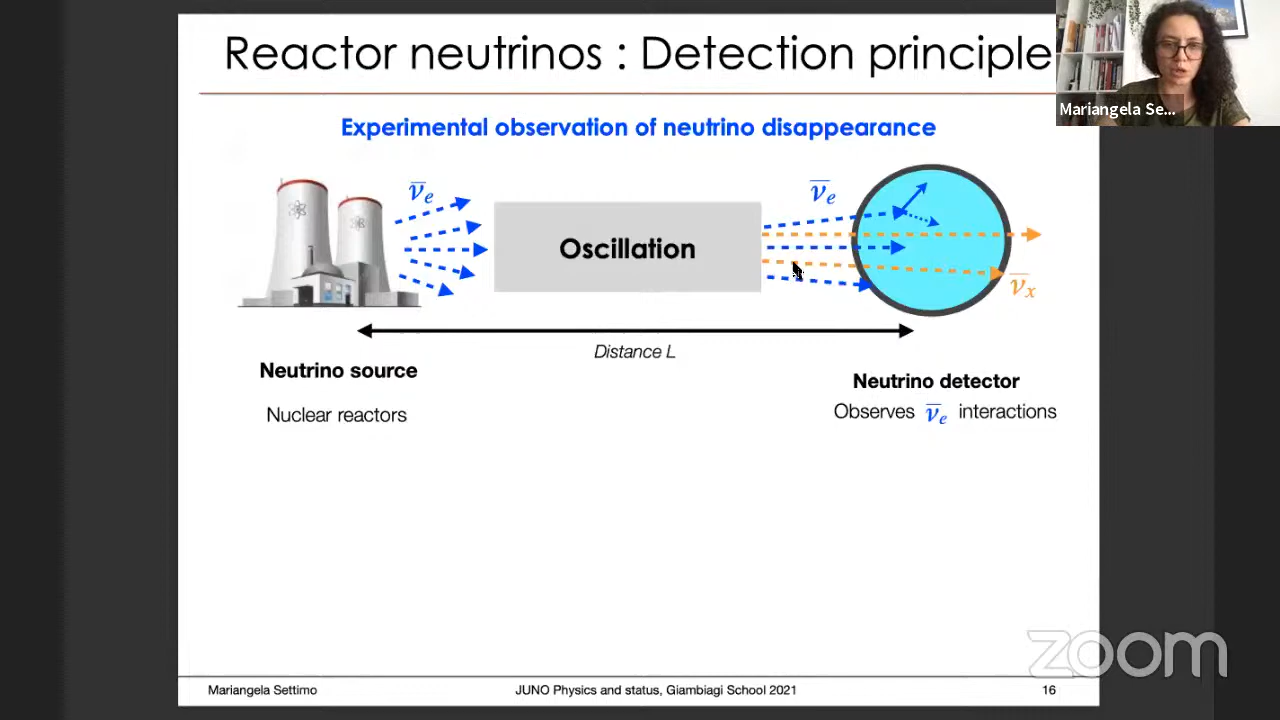 Reactor neutrinos : Detection principle
Mariangela Se...
Experimental observation of neutrino disappearance
ν̅e
ν̅e
Oscillation
ν̅x
Distance L
Neutrino source
Neutrino detector
Nuclear reactors
Observes ν̅e interactions
zoom
Mariangela Settimo
JUNO Physics and status, Giambiagi School 2021
16